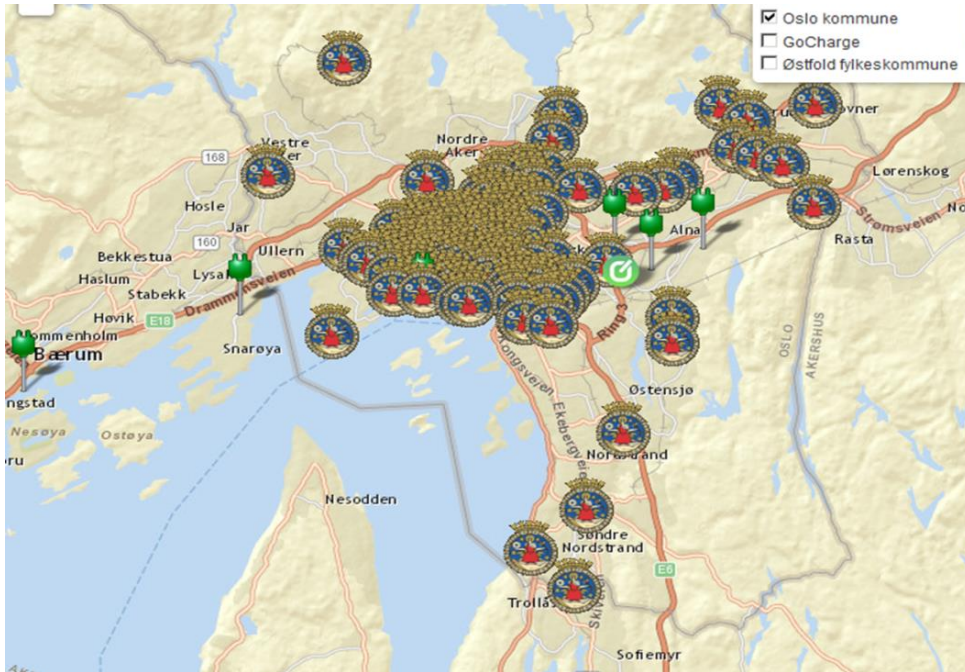 Oslo kommune
GoCharge
Østfold fylkeskommune
Vestre
Nordre
Aker
168
Hosle
Jar
160
Ullern
Bekkestua
Haslum
Stabekk
Høvik
E18
Drammensveien
Bærum
Snarøya
Nesøya
Ostøya
Nesodden
Alna
Lørenskog
Strømsveien
Rasta
Ring 3
OSLO
AKERSHUS
Østensjø
Kongsveien
Nordstrand
Søndre
Nordstrand
E6
Sofiemyr